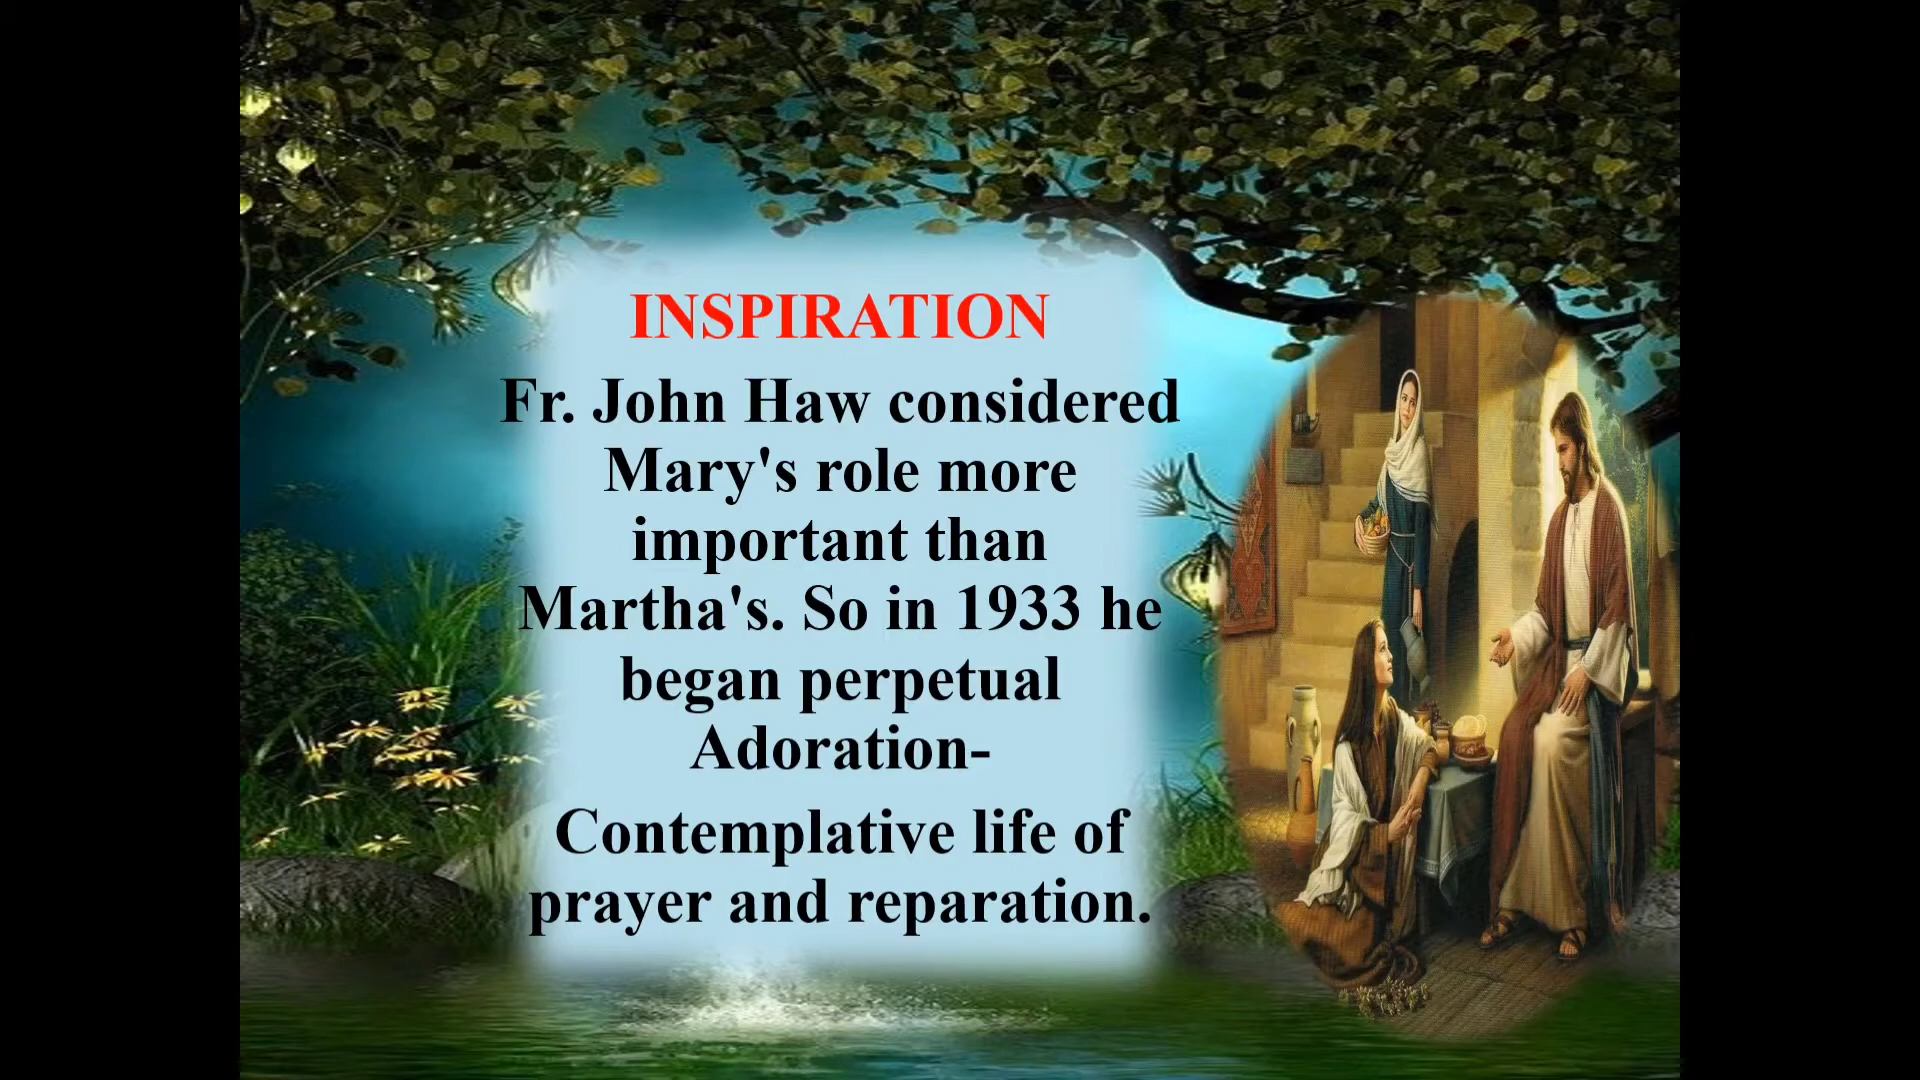 INSPIRATION
Fr. John Haw considered
Mary's role more
important than
Martha's. So in 1933 he
began perpetual
Adoration-
Contemplative life of
prayer and reparation.